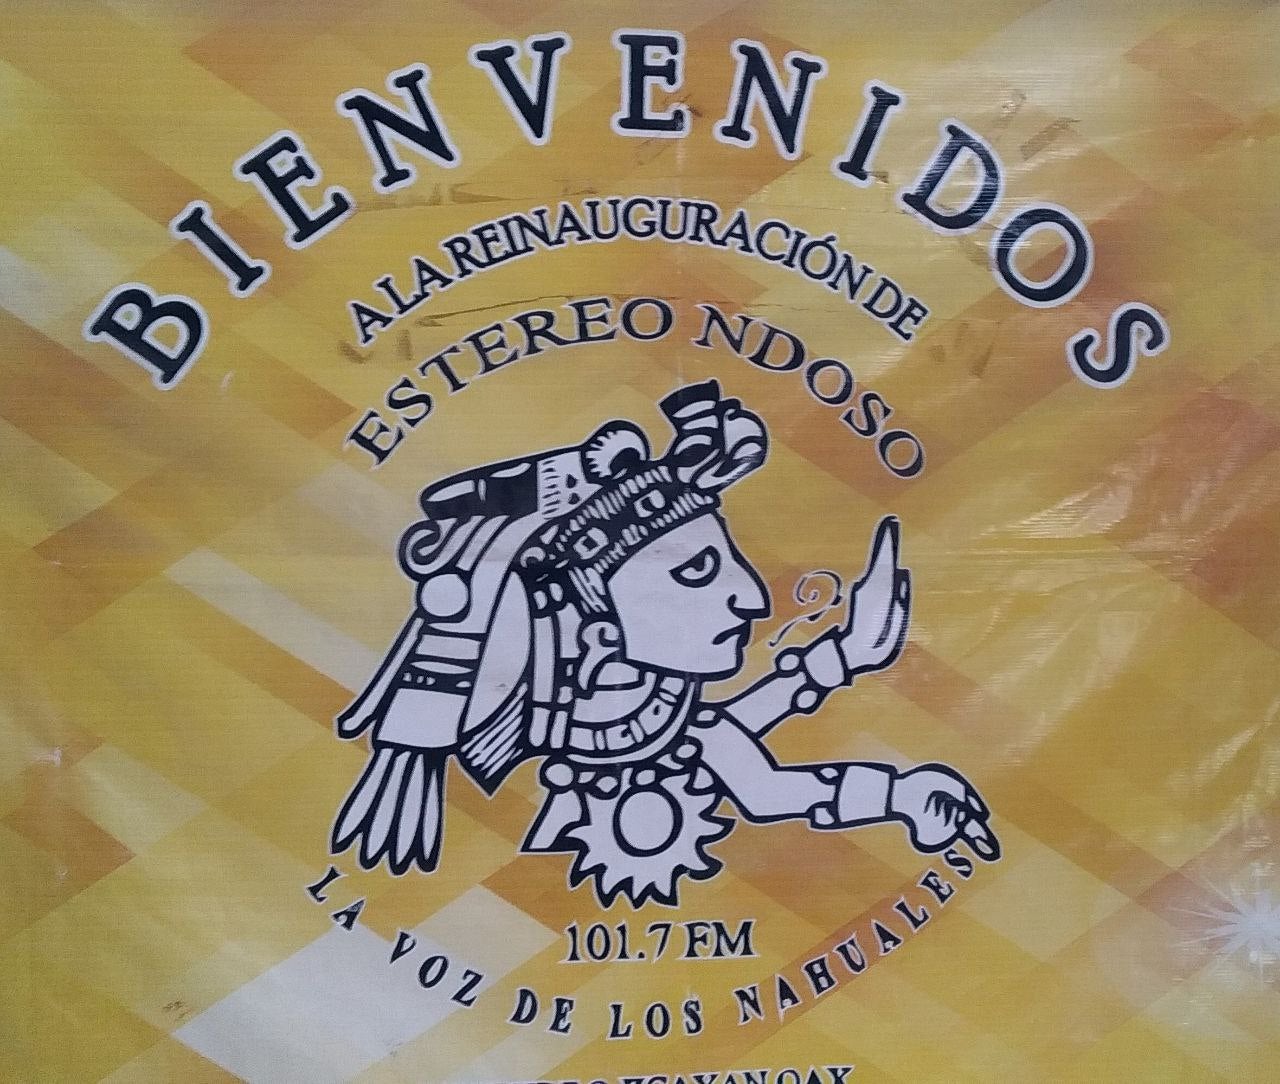 BIENVENIDOS
A LA REINAUGURACIÓN DE
ESTEREO NDOSO
101.7 FM
LA VOZ DE LOS NAHUALES